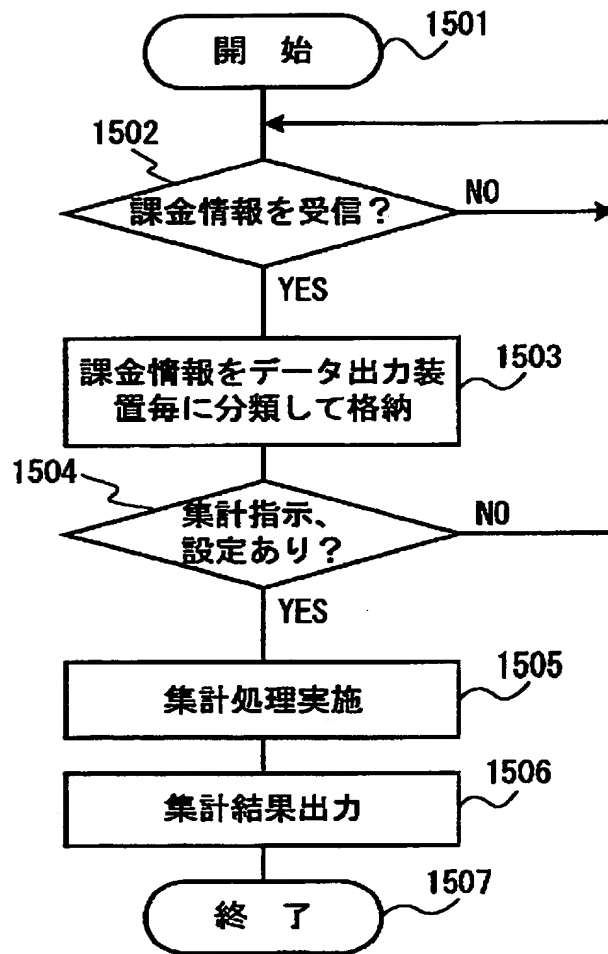 1501
開 始
1502
課金情報を受信？
NO
YES
課金情報をデータ出力装
置毎に分類して格納
1503
1504
集計指示、
設定あり？
NO
YES
1505
集計処理実施
1506
集計結果出力
1507
終 了